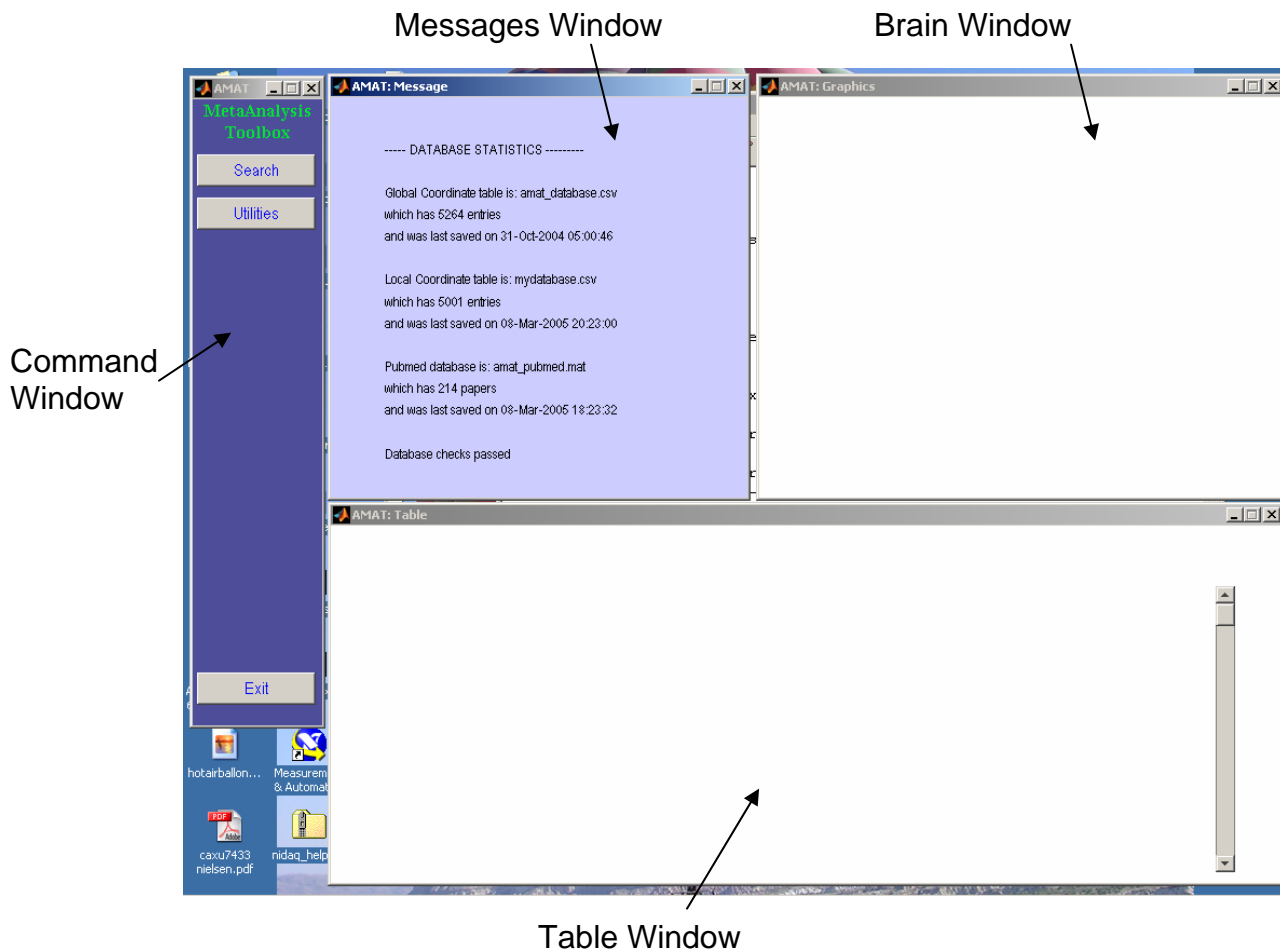 Messages Window
Brain Window
AMAT
MetaAnalysis
Toolbox
Search
Utilities
Exit
AMAT: Message
----- DATABASE STATISTICS ---------
Global Coordinate table is: amat_database.csv
which has 5264 entries
and was last saved on 31-Oct-2004 05:00:46
Local Coordinate table is: mydatabase.csv
which has 5001 entries
and was last saved on 08-Mar-2005 20:23:00
Pubmed database is: amat_pubmed.mat
which has 214 papers
and was last saved on 08-Mar-2005 18:23:32
Database checks passed
AMAT: Graphics
Command
Window
AMAT: Table
hotairballon...
Measurem
& Automat
PDF
Adobe
caxu7433
nielsen.pdf
nidaq_help
Table Window